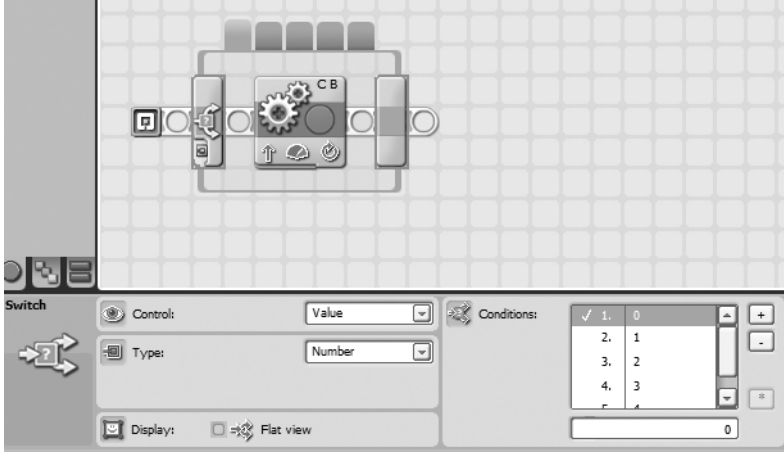 C B
Switch
Control:
Value
Conditions:
1. 0
2. 1
3. 2
4. 3
+
-
*
Type:
Number
Display:
Flat view
0